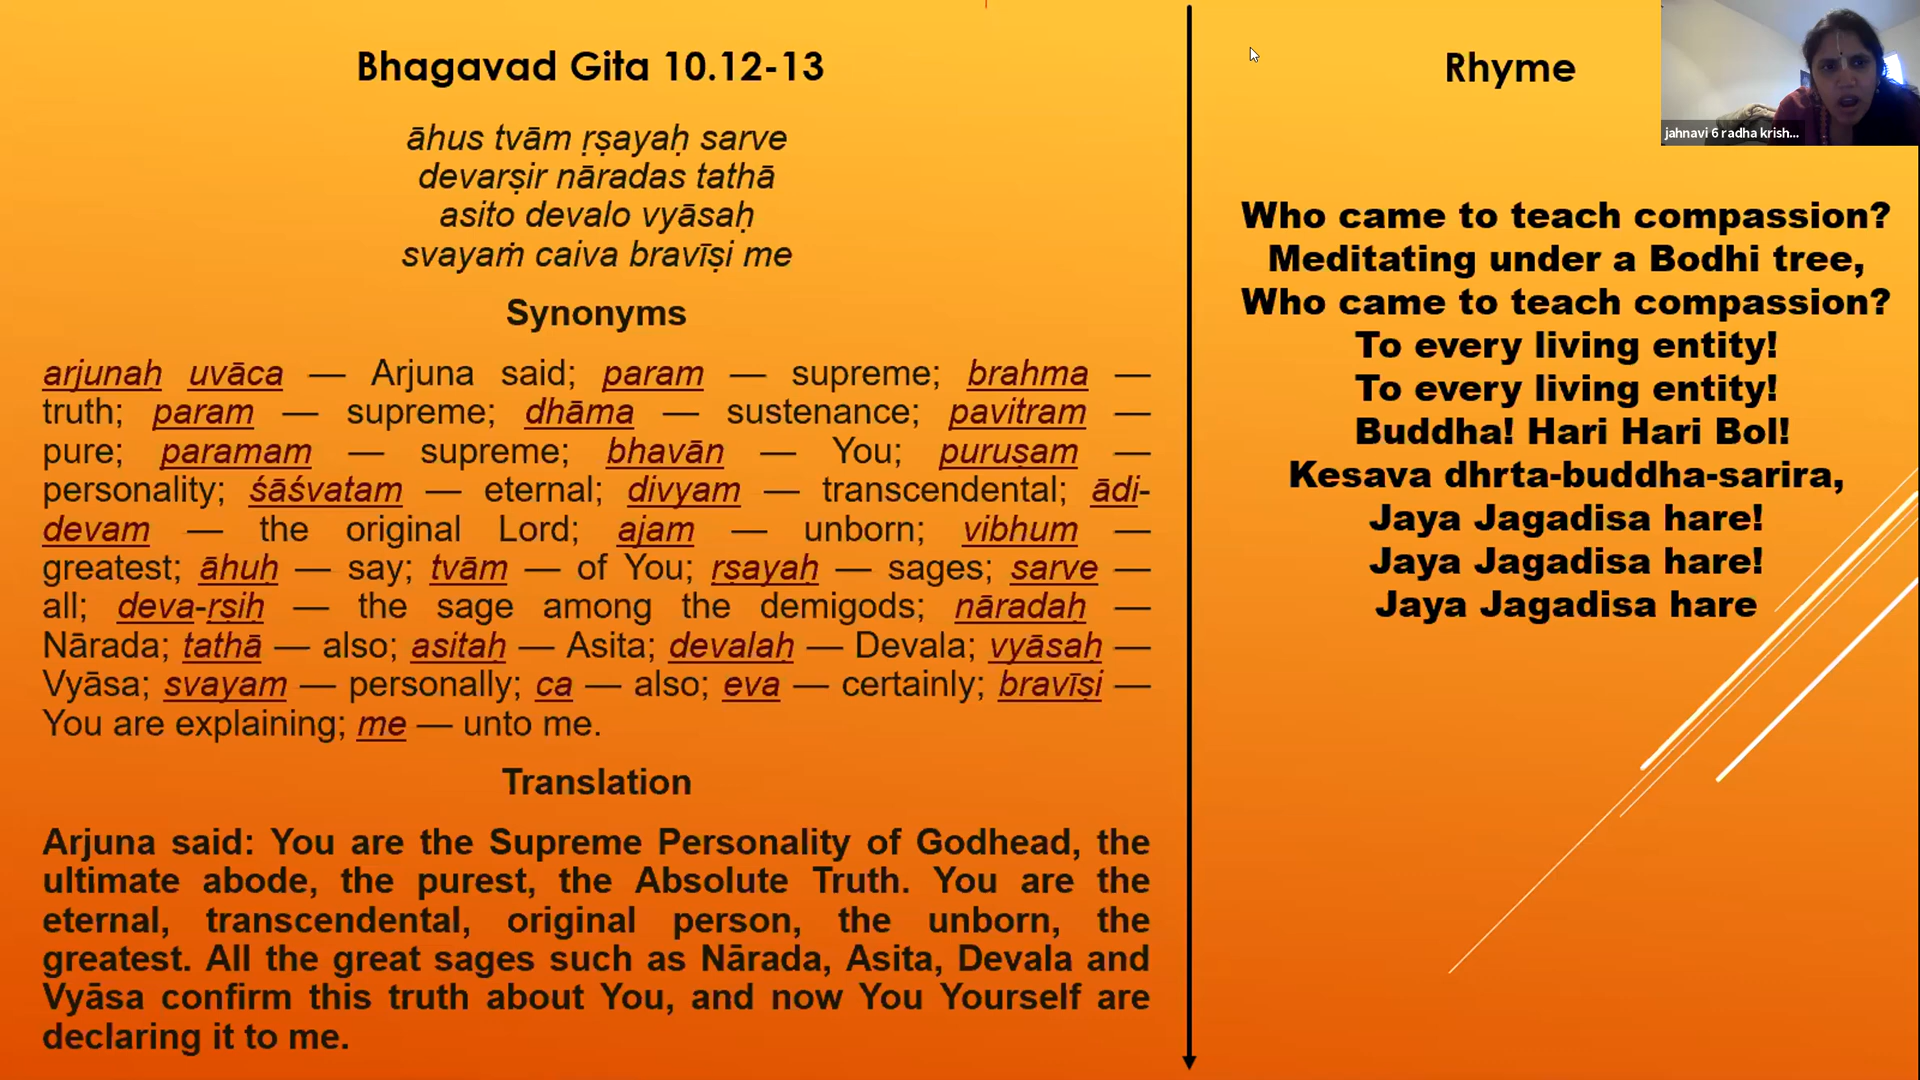 Bhagavad Gita 10.12-13
āhus tvām ṛṣayaḥ sarve
devarṣir nāradas tathā
asito devalo vyāsaḥ
svayaṁ caiva bravīṣi me
Synonyms
arjunaḥ uvāca — Arjuna said; param — supreme; brahma —
truth; param — supreme; dhāma — sustenance; pavitram —
pure; paramam — supreme; bhavān — You; puruṣam —
personality; śāśvatam — eternal; divyam — transcendental; ādi-
devam — the original Lord; ajam — unborn; vibhum —
greatest; āhuḥ — say; tvām — of You; ṛṣayaḥ — sages; sarve —
all; deva-ṛṣiḥ — the sage among the demigods; nāradaḥ —
Nārada; tathā — also; asitaḥ — Asita; devalaḥ — Devala; vyāsaḥ —
Vyāsa; svayam — personally; ca — also; eva — certainly; bravīṣi —
You are explaining; me — unto me.
Translation
Arjuna said: You are the Supreme Personality of Godhead, the
ultimate abode, the purest, the Absolute Truth. You are the
eternal, transcendental, original person, the unborn, the
greatest. All the great sages such as Nārada, Asita, Devala and
Vyāsa confirm this truth about You, and now You Yourself are
declaring it to me.
Rhyme
Who came to teach compassion?
Meditating under a Bodhi tree,
Who came to teach compassion?
To every living entity!
To every living entity!
Buddha! Hari Hari Bol!
Kesava dhrta-buddha-sarira,
Jaya Jagadisa hare!
Jaya Jagadisa hare!
Jaya Jagadisa hare
jahnavi 6 radha krish...